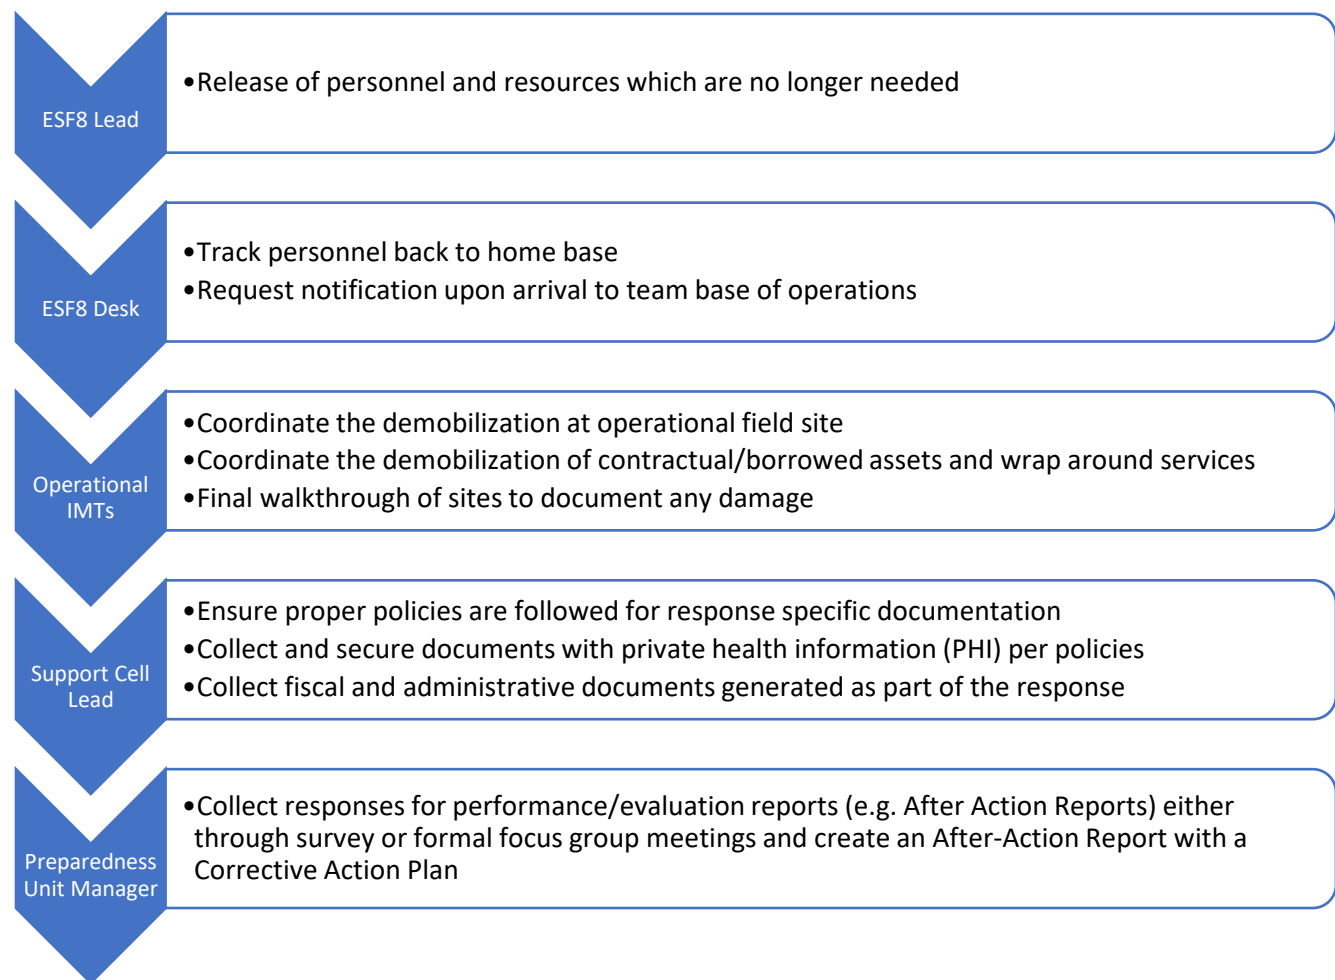 ESF8 Lead
•Release of personnel and resources which are no longer needed
ESF8 Desk
•Track personnel back to home base
•Request notification upon arrival to team base of operations
Operational
IMTs
•Coordinate the demobilization at operational field site
•Coordinate the demobilization of contractual/borrowed assets and wrap around services
•Final walkthrough of sites to document any damage
Support Cell
Lead
•Ensure proper policies are followed for response specific documentation
•Collect and secure documents with private health information (PHI) per policies
•Collect fiscal and administrative documents generated as part of the response
Preparedness
Unit Manager
•Collect responses for performance/evaluation reports (e.g. After Action Reports) either
through survey or formal focus group meetings and create an After-Action Report with a
Corrective Action Plan